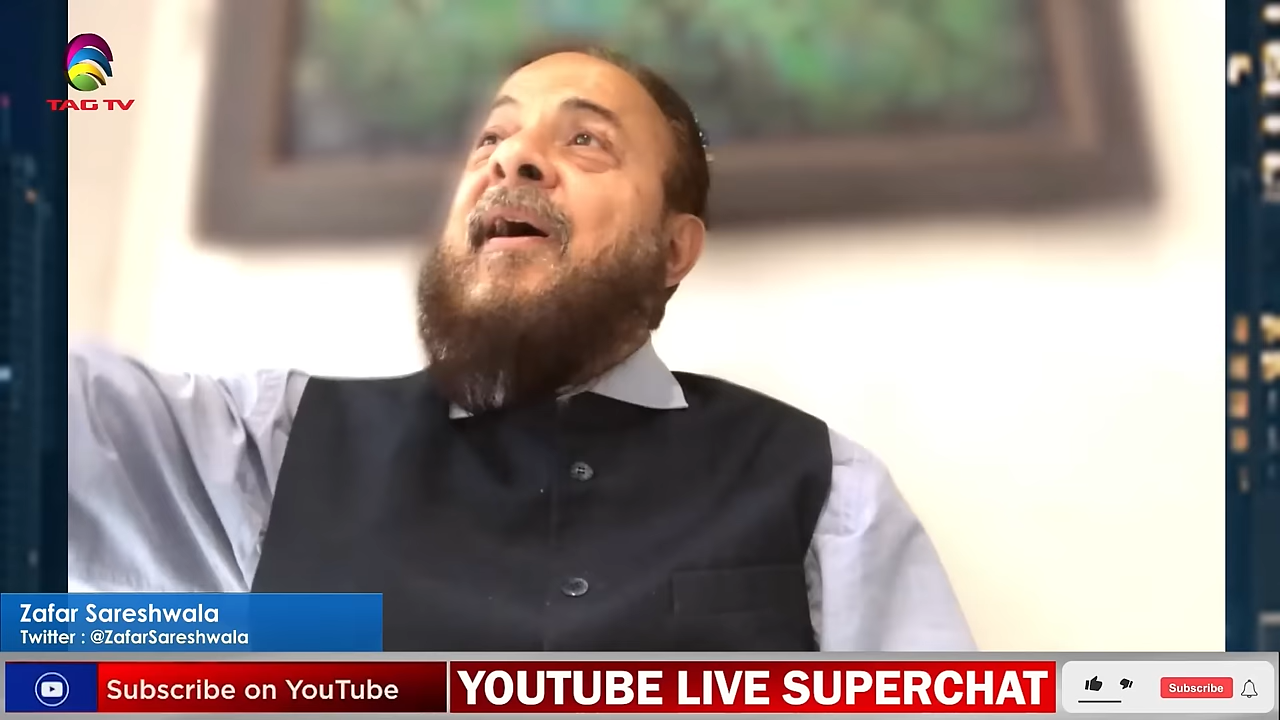 TAG TV
Zafar Sareshwala
Twitter : @ZafarSareshwala
Subscribe on YouTube
YOUTUBE LIVE SUPERCHAT
Subscribe